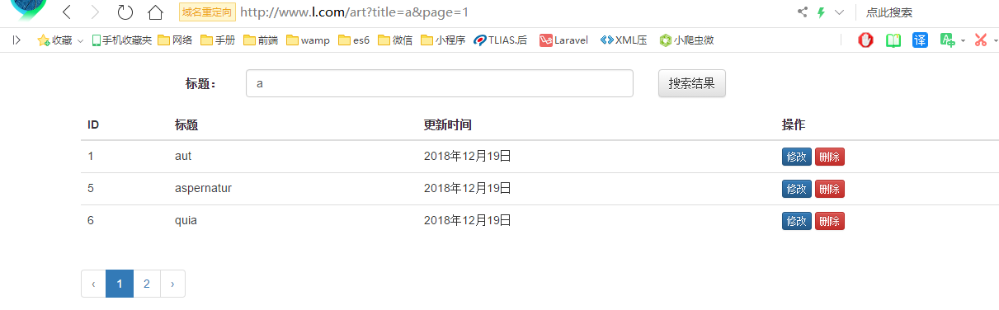 域名重定向 http://www.l.com/art?title=a&page=1 点此搜索
收藏 手机收藏夹 网络 手册 前端 wamp es6 微信 小程序 TLIAS.后 Laravel XML压 小爬虫微 译
标题： a 搜索结果
ID 标题 更新时间 操作
1 aut 2018年12月19日 修改 删除
5 aspernatur 2018年12月19日 修改 删除
6 quia 2018年12月19日 修改 删除
‹ 1 2 ›